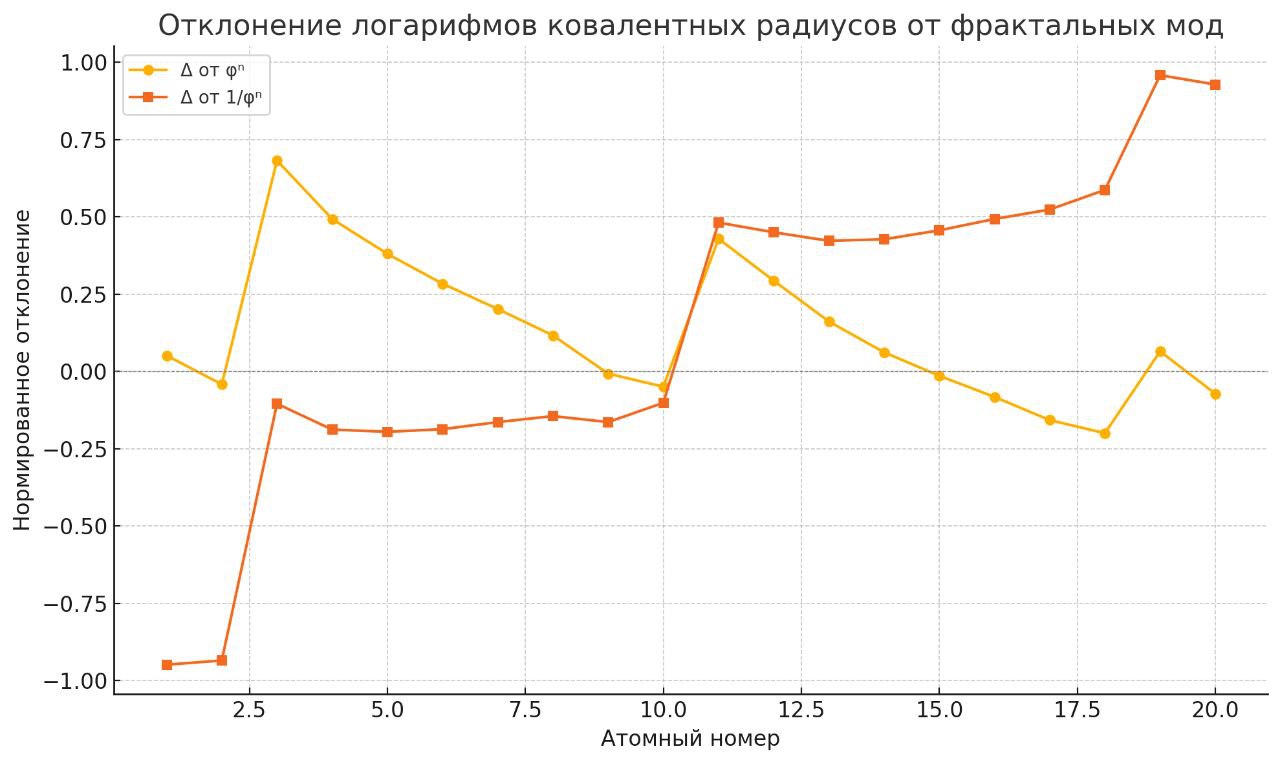 Отклонение логарифмов ковалентных радиусов от фрактальных мод
Δ от φⁿ
Δ от 1/φⁿ
Нормированное отклонение
1.00
0.75
0.50
0.25
0.00
−0.25
−0.50
−0.75
−1.00
2.5 5.0 7.5 10.0 12.5 15.0 17.5 20.0
Атомный номер